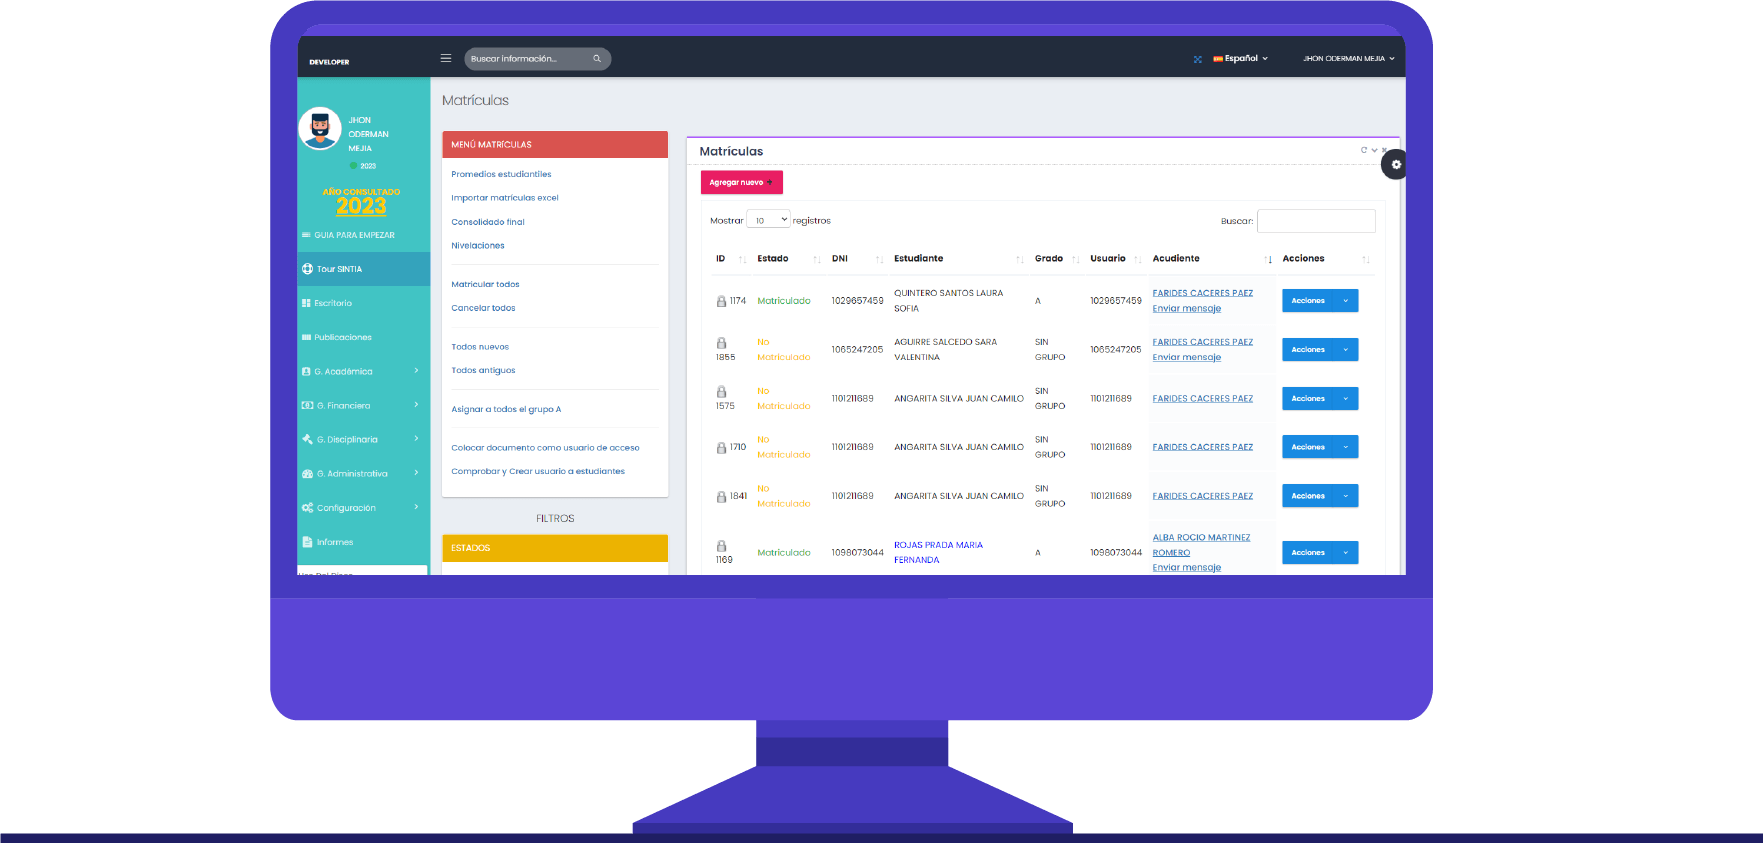 DEVELOPER
Buscar información...
Español
JHON ODERMAN MEJIA
JHON
ODERMAN
MEJIA
2023
AÑO CONSULTADO
2023
GUIA PARA EMPEZAR
Tour SINTIA
Escritorio
Publicaciones
G. Académica
G. Financiera
G. Disciplinaria
G. Administrativa
Configuración
Informes
Matrículas
MENÚ MATRÍCULAS
Promedios estudiantiles
Importar matrículas excel
Consolidado final
Nivelaciones
Matricular todos
Cancelar todos
Todos nuevos
Todos antiguos
Asignar a todos el grupo A
Colocar documento como usuario de acceso
Comprobar y Crear usuario a estudiantes
FILTROS
ESTADOS
Matrículas
Agregar nuevo +
Mostrar 10 registros
Buscar:
ID Estado DNI Estudiante Grado Usuario Acudiente Acciones
1174 Matriculado 1029657459 QUINTERO SANTOS LAURA SOFIA A 1029657459 FARIDES CACERES PAEZ Enviar mensaje Acciones
1855 No Matriculado 1065247205 AGUIRRE SALCEDO SARA VALENTINA SIN GRUPO 1065247205 FARIDES CACERES PAEZ Enviar mensaje Acciones
1575 No Matriculado 1101211689 ANGARITA SILVA JUAN CAMILO SIN GRUPO 1101211689 FARIDES CACERES PAEZ Acciones
1710 No Matriculado 1101211689 ANGARITA SILVA JUAN CAMILO SIN GRUPO 1101211689 FARIDES CACERES PAEZ Acciones
1841 No Matriculado 1101211689 ANGARITA SILVA JUAN CAMILO SIN GRUPO 1101211689 FARIDES CACERES PAEZ Acciones
1169 Matriculado 1098073044 ROJAS PRADA MARIA FERNANDA A 1098073044 ALBA ROCIO MARTINEZ ROMERO Enviar mensaje Acciones